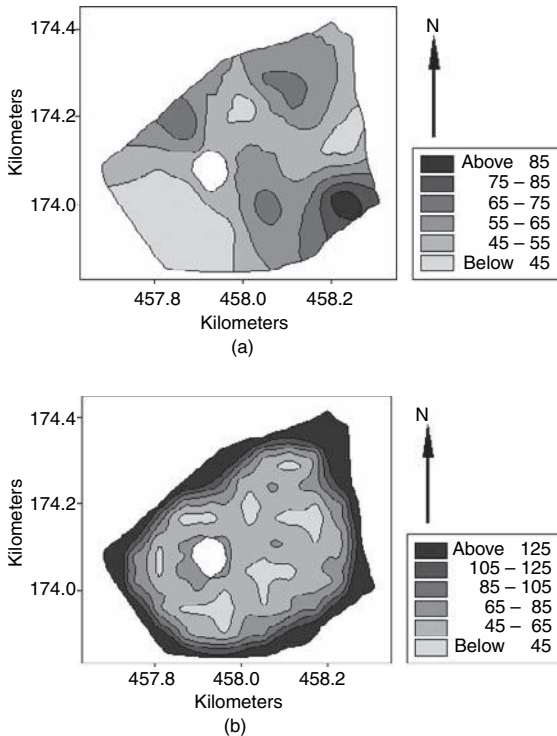 174.4
174.2
174.0
Kilometers
457.8 458.0 458.2
Kilometers
(a)
N
Above 85
75 – 85
65 – 75
55 – 65
45 – 55
Below 45
174.4
174.2
174.0
Kilometers
457.8 458.0 458.2
Kilometers
(b)
N
Above 125
105 – 125
85 – 105
65 – 85
45 – 65
Below 45